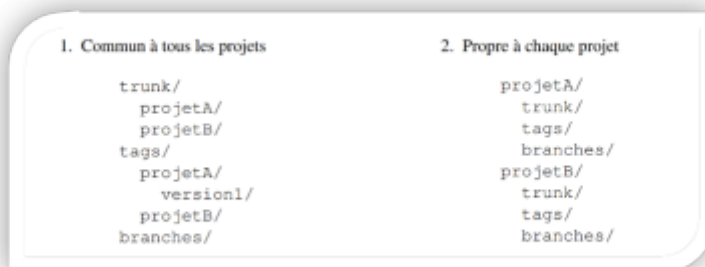 1. Commun à tous les projets
trunk/
projetA/
projetB/
tags/
projetA/
version1/
projetB/
branches/
2. Propre à chaque projet
projetA/
trunk/
tags/
branches/
projetB/
trunk/
tags/
branches/